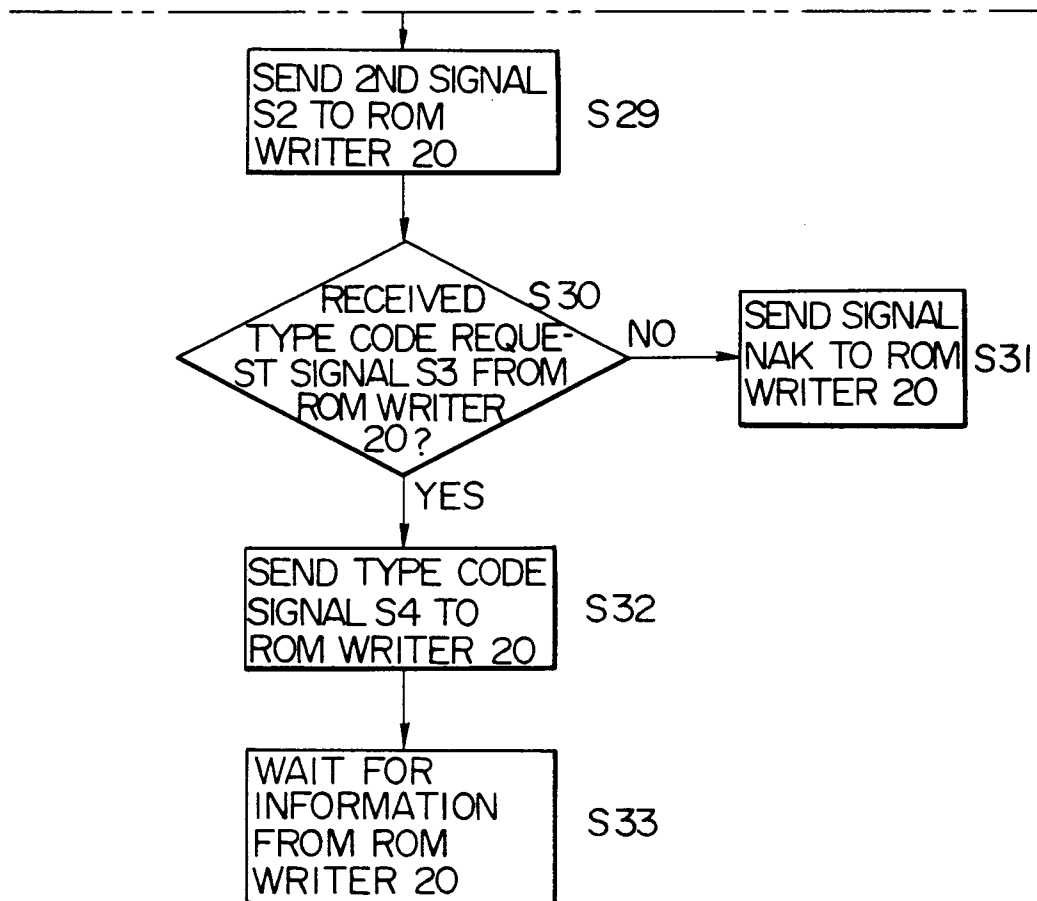 SEND 2ND SIGNAL
S2 TO ROM
WRITER 20
S29
RECEIVED
TYPE CODE REQUE-
ST SIGNAL S3 FROM
ROM WRITER
20?
S30
NO
SEND SIGNAL
NAK TO ROM
WRITER 20
S31
YES
SEND TYPE CODE
SIGNAL S4 TO
ROM WRITER 20
S32
WAIT FOR
INFORMATION
FROM ROM
WRITER 20
S33